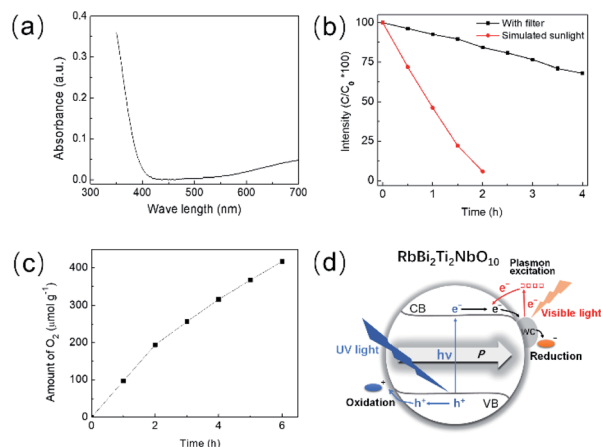 (a)
0.4
0.3
0.2
0.1
0.0
Absorbance (a.u.)
300 400 500 600 700
Wave length (nm)
(b)
100
75
50
25
0
Intensity (C/C₀ *100)
With filter
Simulated sunlight
0 1 2 3 4
Time (h)
(c)
400
300
200
100
0
Amount of O₂ (μmol g⁻¹)
0 1 2 3 4 5 6
Time (h)
(d)
RbBi₂Ti₂NbO₁₀
Plasmon
excitation
e⁻
e⁻
Visible light
CB
e⁻
e⁻
WC
−
Reduction
UV light
hν
P
+
Oxidation
h⁺
h⁺
VB